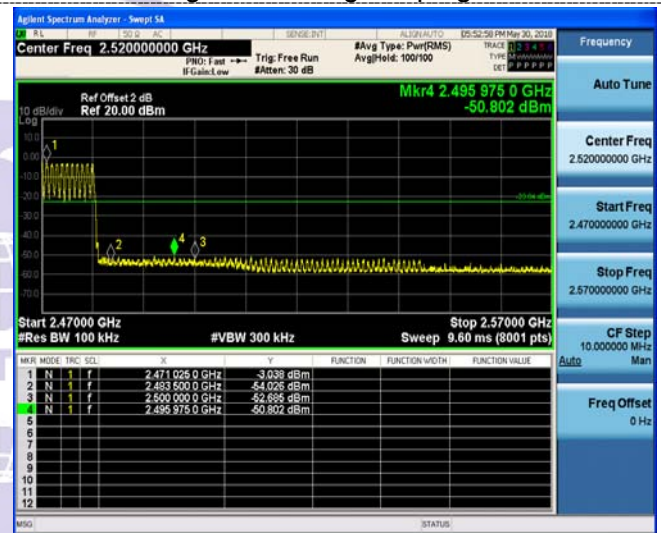 Agilent Spectrum Analyzer - Swept SA
RL RF 50 Ω AC SENSE:INT ALIGNAUTO 05:52:58 PM May 30, 2018
Center Freq 2.520000000 GHz #Avg Type: Pwr(RMS) TRACE 1 2 3 4 5 6
PNO: Fast Trig: Free Run Avg|Hold: 100/100 TYPE
IFGain:Low #Atten: 30 dB DET P P P P P P
Frequency
Auto Tune
Center Freq
2.520000000 GHz
Start Freq
2.470000000 GHz
Stop Freq
2.570000000 GHz
CF Step
10.000000 MHz
Auto Man
Freq Offset
0 Hz
Mkr4 2.495 975 0 GHz
-50.802 dBm
Ref Offset 2 dB
10 dB/div Ref 20.00 dBm
Log
10.0
0.00
-10.0
-20.0
-30.0
-40.0
-50.0
-60.0
-70.0
1
2
4
3
Start 2.47000 GHz Stop 2.57000 GHz
#Res BW 100 kHz #VBW 300 kHz Sweep 9.60 ms (8001 pts)
MKR MODE TRC SCL X Y FUNCTION FUNCTION WIDTH FUNCTION VALUE
1 N 1 f 2.471 025 0 GHz -3.038 dBm
2 N 1 f 2.483 500 0 GHz -54.026 dBm
3 N 1 f 2.500 000 0 GHz -52.685 dBm
4 N 1 f 2.495 975 0 GHz -50.802 dBm
5
6
7
8
9
10
11
12
MSG STATUS